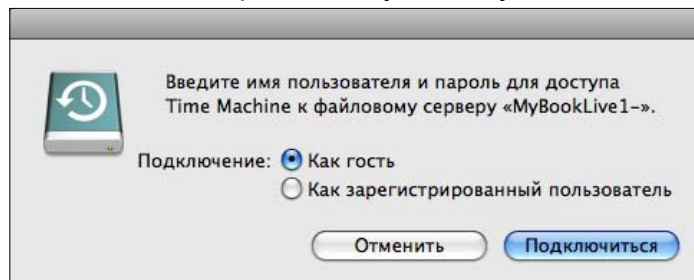 Введите имя пользователя и пароль для доступа
Time Machine к файловому серверу «MyBookLive1-».
Подключение: Как гость
Как зарегистрированный пользователь
Отменить Подключиться